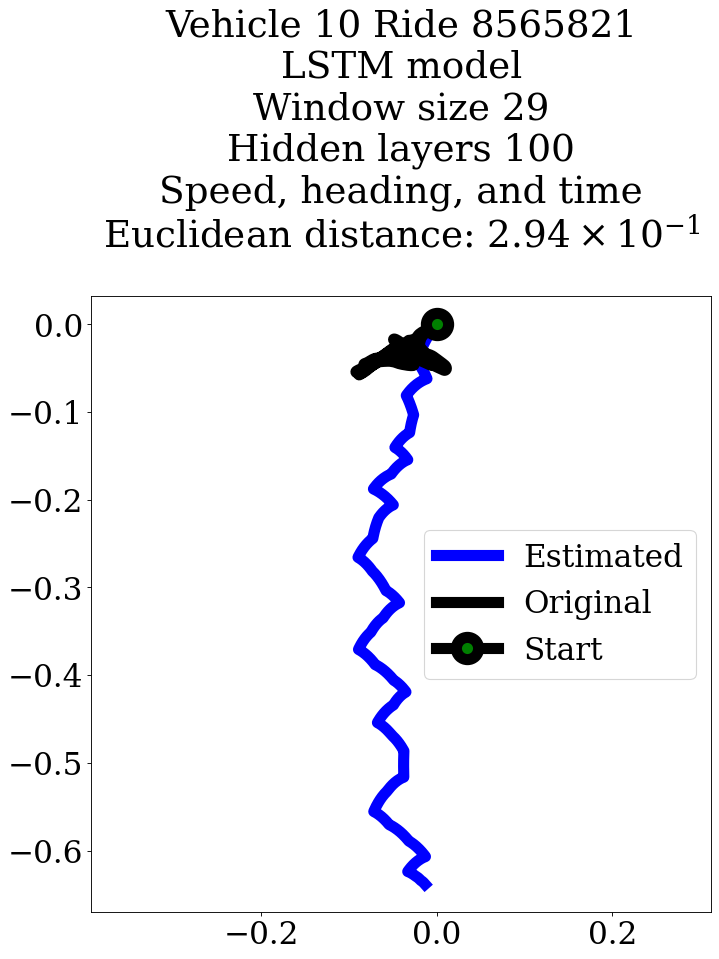 Vehicle 10 Ride 8565821
LSTM model
Window size 29
Hidden layers 100
Speed, heading, and time
Euclidean distance: 2.94 × 10⁻¹
0.0
−0.1
−0.2
−0.3
−0.4
−0.5
−0.6
Estimated
Original
Start
−0.2
0.0
0.2